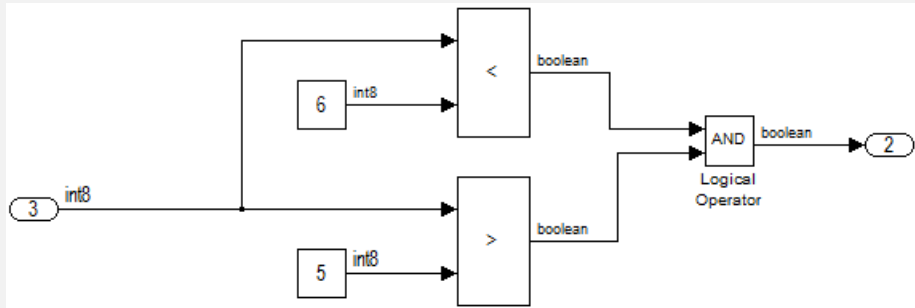 <
boolean
6
int8
AND
boolean
2
Logical
Operator
3
int8
>
boolean
5
int8